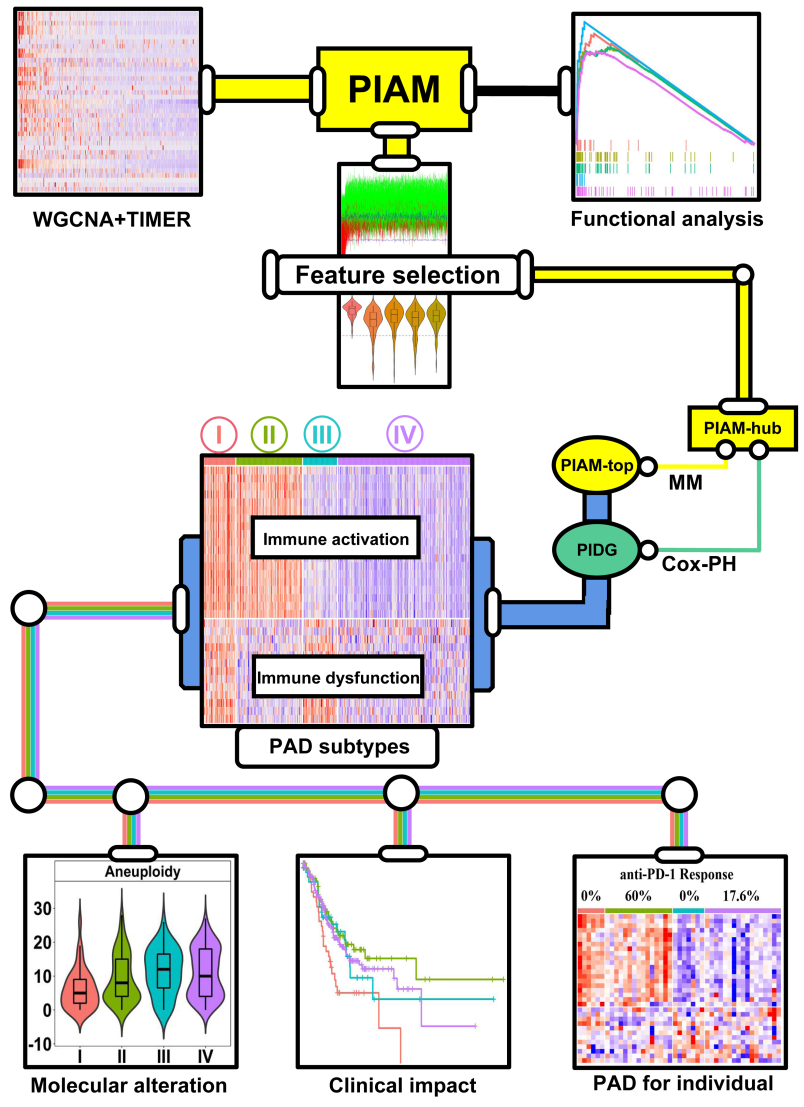 PIAM
WGCNA+TIMER
Functional analysis
Feature selection
PIAM-hub
I II III IV
PIAM-top
MM
Immune activation
PIDG
Cox-PH
Immune dysfunction
PAD subtypes
Aneuploidy
30
20
10
0
-10
I II III IV
anti-PD-1 Response
0% 60% 0% 17.6%
Molecular alteration
Clinical impact
PAD for individual